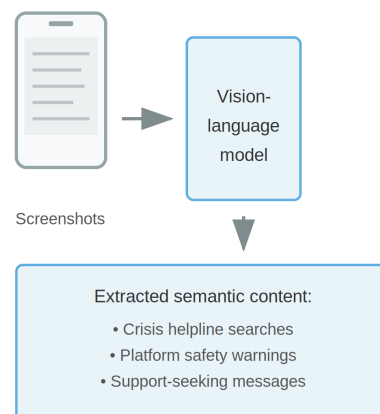 Vision-
language
model
Screenshots
Extracted semantic content:
• Crisis helpline searches
• Platform safety warnings
• Support-seeking messages